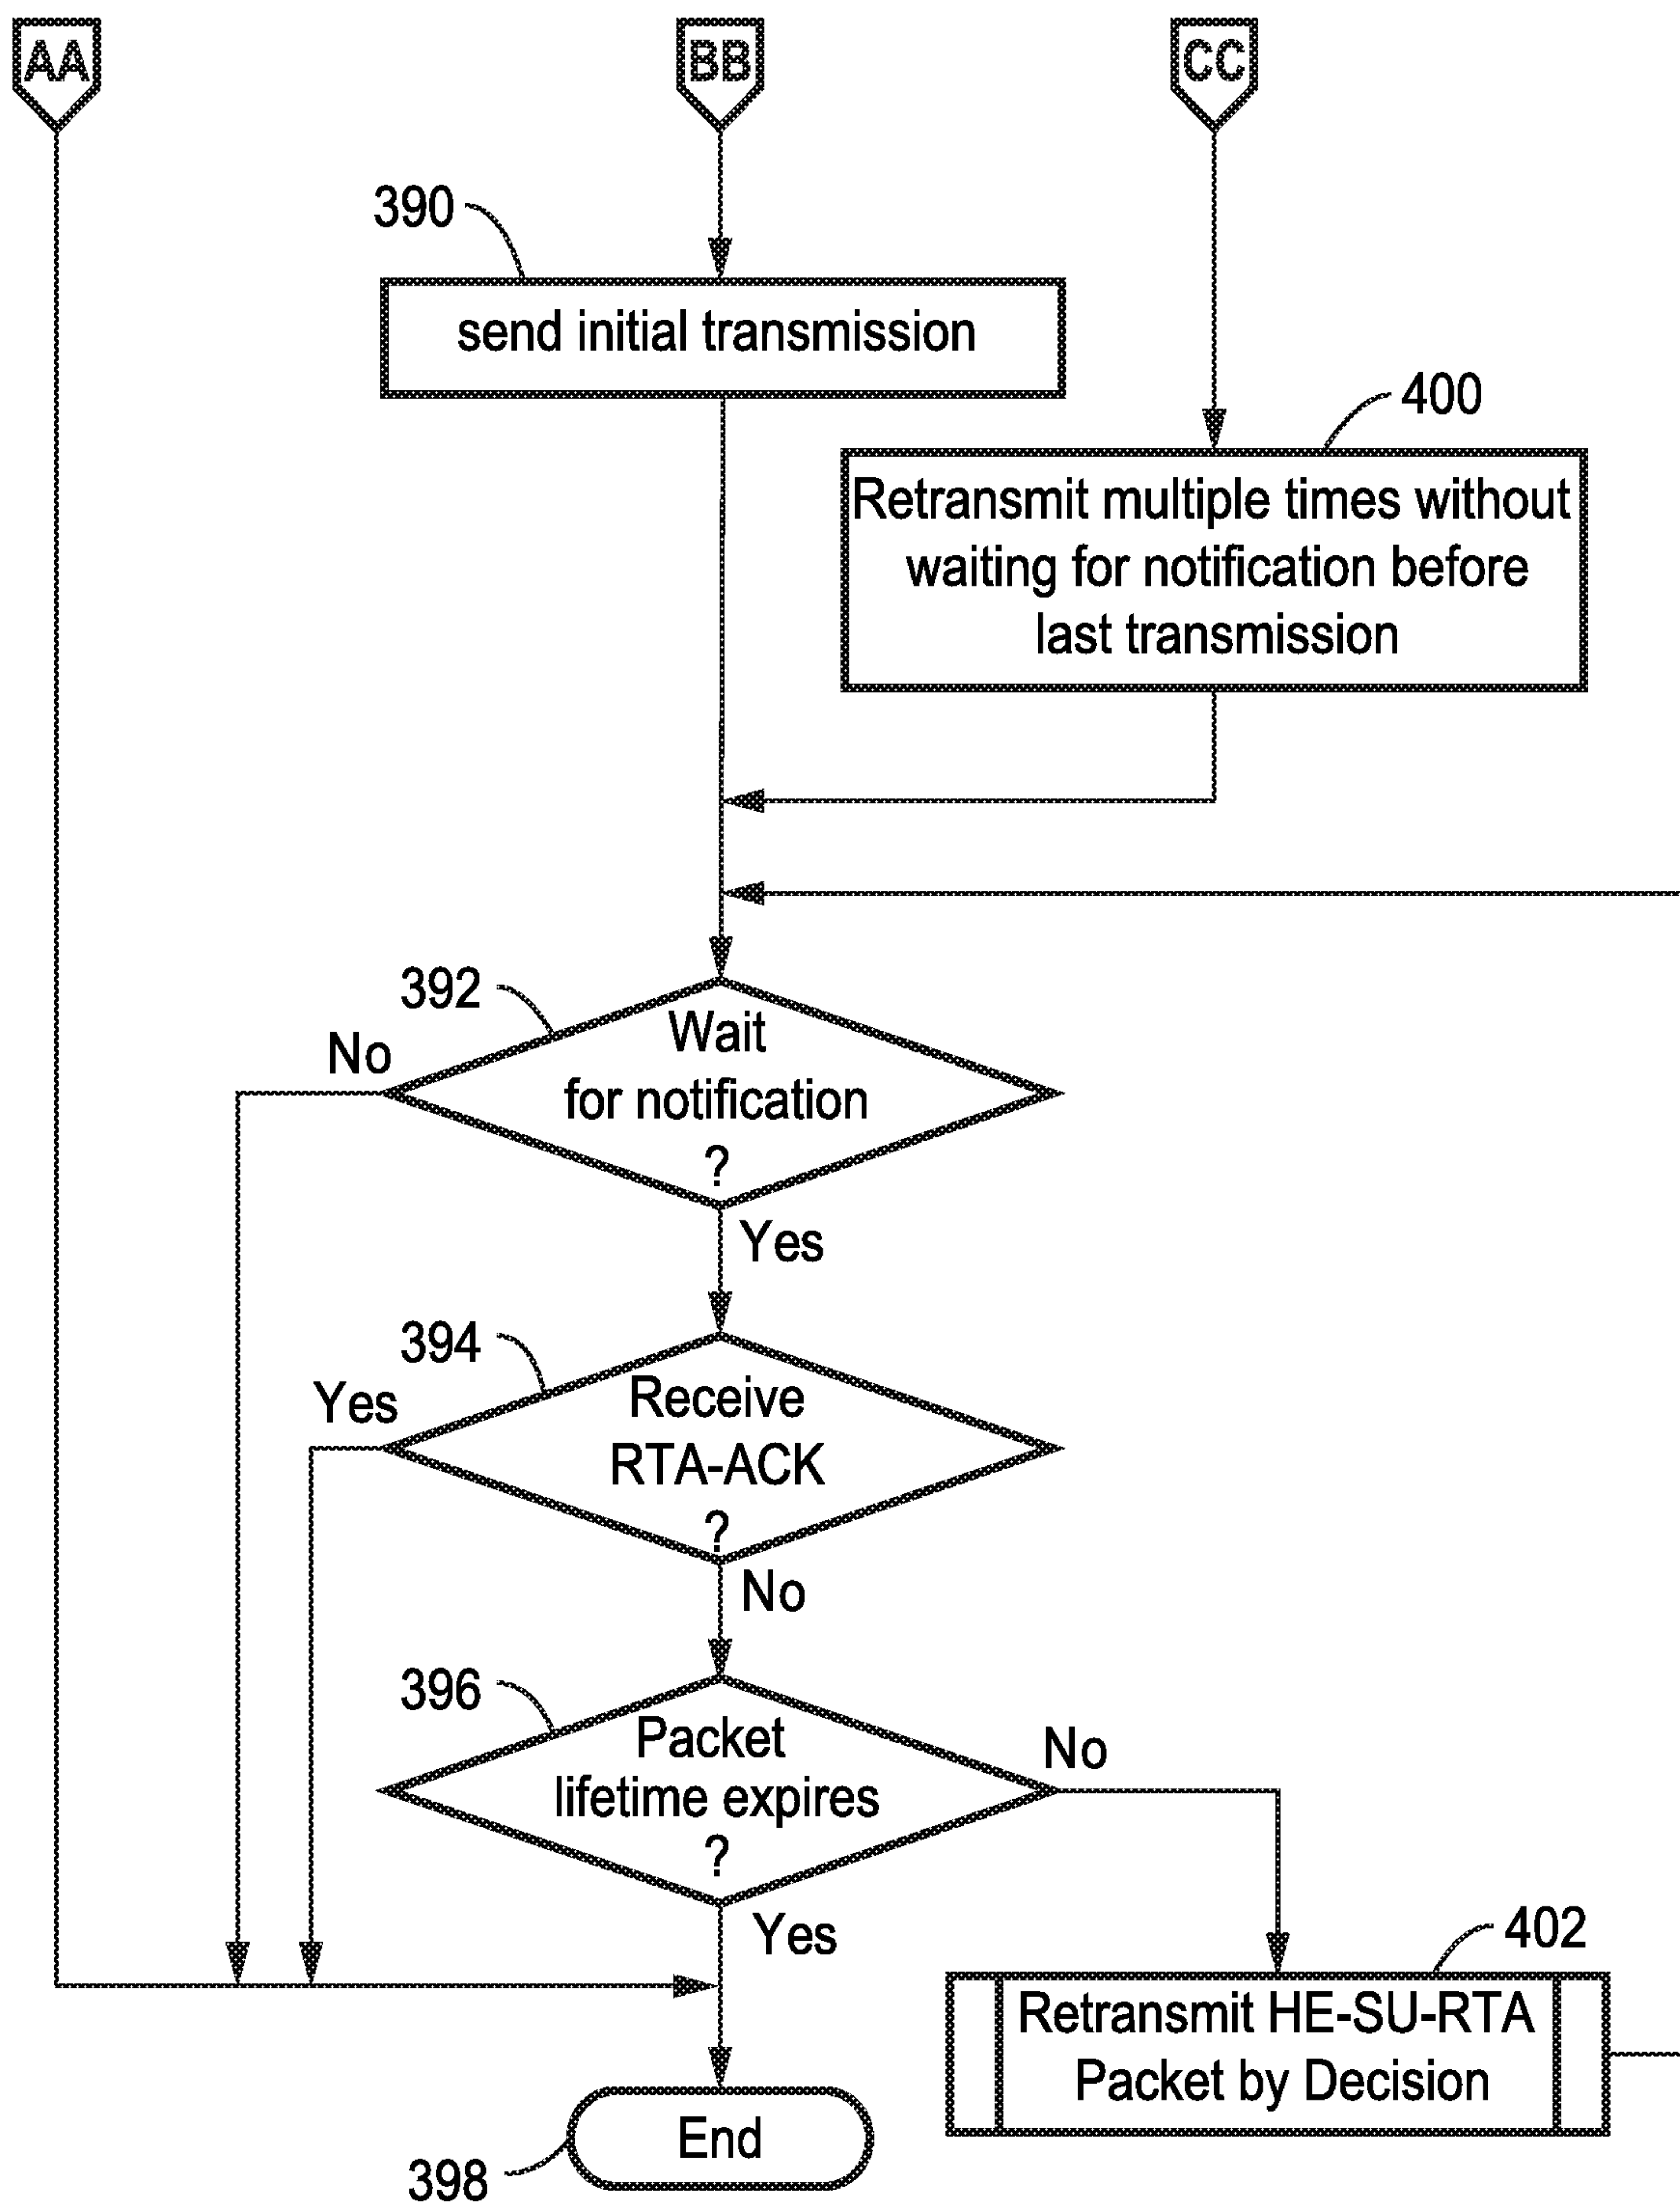 AA
BB
CC
390
send initial transmission
400
Retransmit multiple times without
waiting for notification before
last transmission
392
No
Wait
for notification
?
Yes
394
Yes
Receive
RTA-ACK
?
No
396
Packet
lifetime expires
?
No
Yes
402
Retransmit HE-SU-RTA
Packet by Decision
End
398